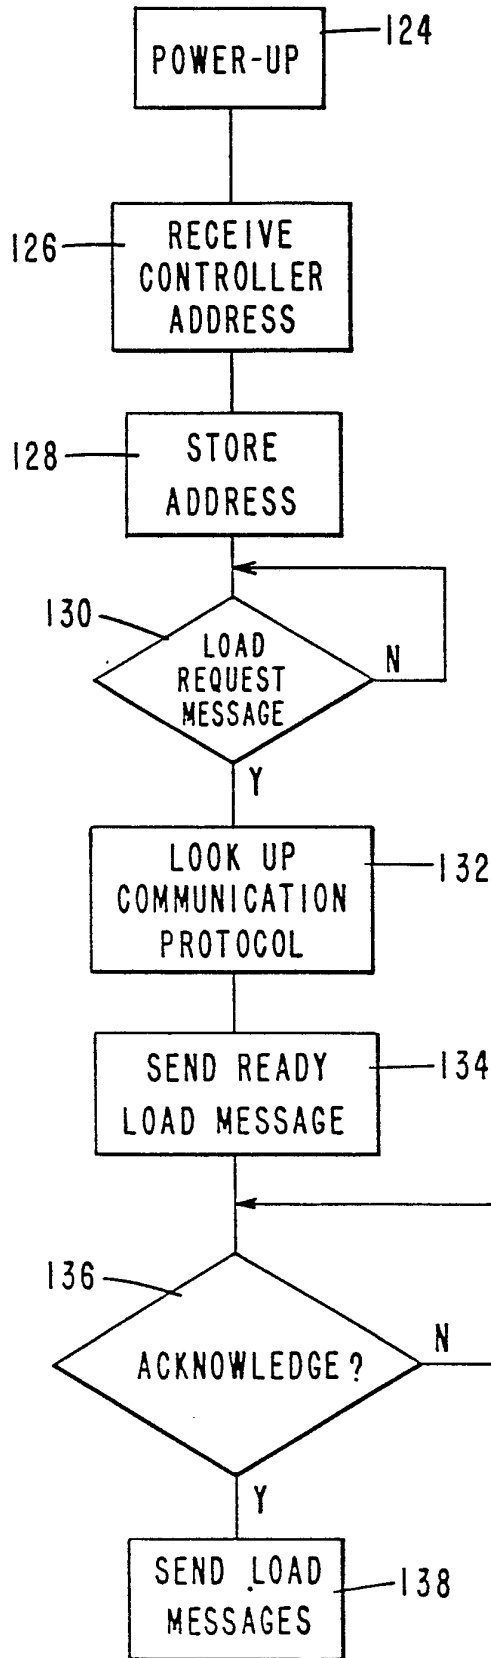 POWER-UP
124
126
RECEIVE
CONTROLLER
ADDRESS
128
STORE
ADDRESS
130
LOAD
REQUEST
MESSAGE
N
Y
LOOK UP
COMMUNICATION
PROTOCOL
132
SEND READY
LOAD MESSAGE
134
136
ACKNOWLEDGE?
N
Y
SEND LOAD
MESSAGES
138